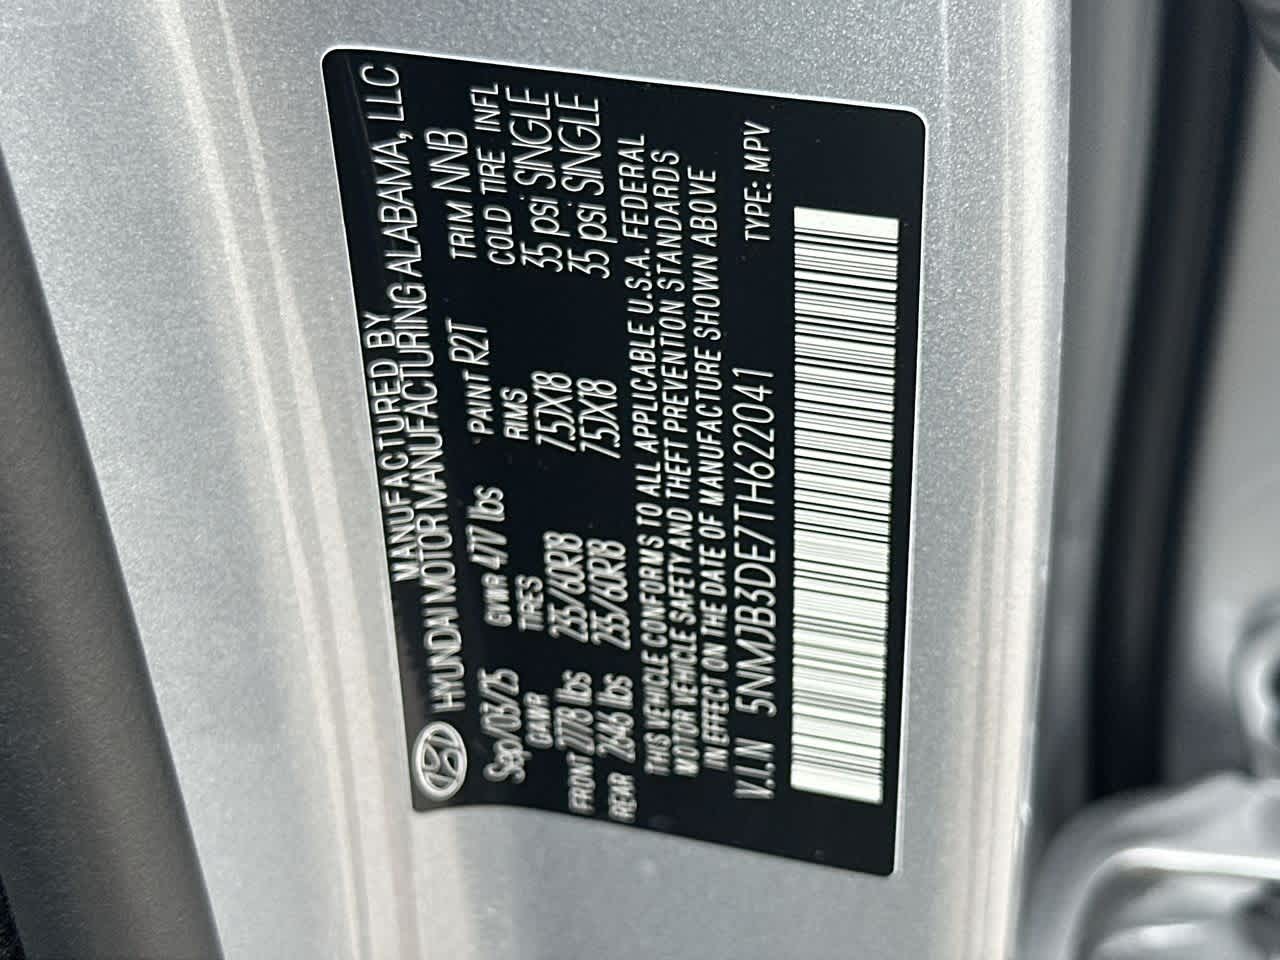 MANUFACTURED BY
HYUNDAI MOTOR MANUFACTURING ALABAMA, LLC
Sep/03/25 GVWR 4717 lbs PAINT R2T TRIM NNB
GAWR TIRES RIMS COLD TIRE INFL
FRONT 2778 lbs 235/60R18 7.5JX18 35 psi SINGLE
REAR 2646 lbs 235/60R18 7.5JX18 35 psi SINGLE
THIS VEHICLE CONFORMS TO ALL APPLICABLE U.S.A. FEDERAL
MOTOR VEHICLE SAFETY AND THEFT PREVENTION STANDARDS
IN EFFECT ON THE DATE OF MANUFACTURE SHOWN ABOVE
V.I.N 5NMJB3DE7TH622041 TYPE: MPV